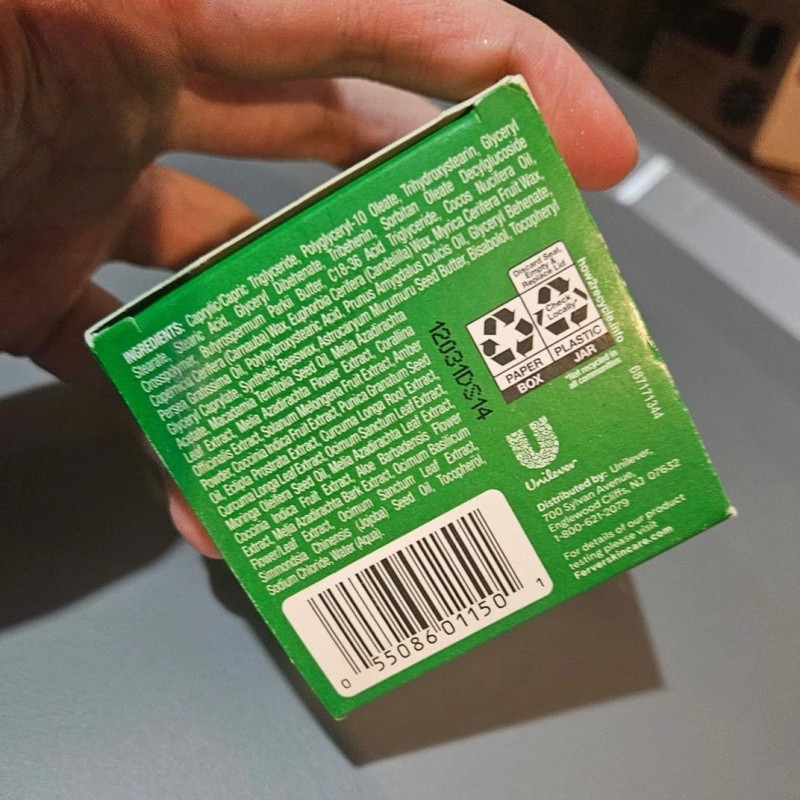 INGREDIENTS: Caprylic/Capric Triglyceride, Polyglyceryl-10 Oleate, Trihydroxystearin, Glyceryl
Stearate, Stearic Acid, Glyceryl Dibehenate, Tribehenin, Sorbitan Oleate Decylglucoside
Crosspolymer, Butyrospermum Parkii Butter, C18-36 Acid Triglyceride, Cocos Nucifera Oil,
Copernicia Cerifera (Carnauba) Wax, Euphorbia Cerifera (Candelilla) Wax, Myrica Cerifera Fruit Wax,
Persea Gratissima Oil, Polyhydroxystearic Acid, Prunus Amygdalus Dulcis Oil, Glyceryl Behenate,
Glyceryl Caprylate, Synthetic Beeswax, Astrocaryum Murumuru Seed Butter, Bisabolol, Tocopheryl
Acetate, Macadamia Ternifolia Seed Oil, Melia Azadirachta
Leaf Extract, Melia Azadirachta Flower Extract, Corallina
Officinalis Extract, Solanum Melongena Fruit Extract, Amber
Powder, Coccinia Indica Fruit Extract, Punica Granatum Seed
Oil, Eclipta Prostrata Extract, Curcuma Longa Root Extract,
Curcuma Longa Leaf Extract, Ocimum Sanctum Leaf Extract,
Moringa Oleifera Seed Oil, Melia Azadirachta Leaf Extract,
Coccinia Indica Fruit Extract, Aloe Barbadensis Flower
Extract, Melia Azadirachta Bark Extract, Ocimum Basilicum
Flower/Leaf Extract, Ocimum Sanctum Leaf Extract,
Simmondsia Chinensis (Jojoba) Seed Oil, Tocopherol,
Sodium Chloride, Water (Aqua).
12031DS14
Discard Seal,
Empty &
Replace Lid
Check
Locally*
PAPER
BOX
PLASTIC
JAR
*Not recycled in
all communities
how2recycle.info
687171344
U
Unilever
Distributed by: Unilever,
700 Sylvan Avenue,
Englewood Cliffs, NJ 07632
1-800-621-2079
For details of our product
testing please visit
Ferverskincare.com
0 55086 01150 1